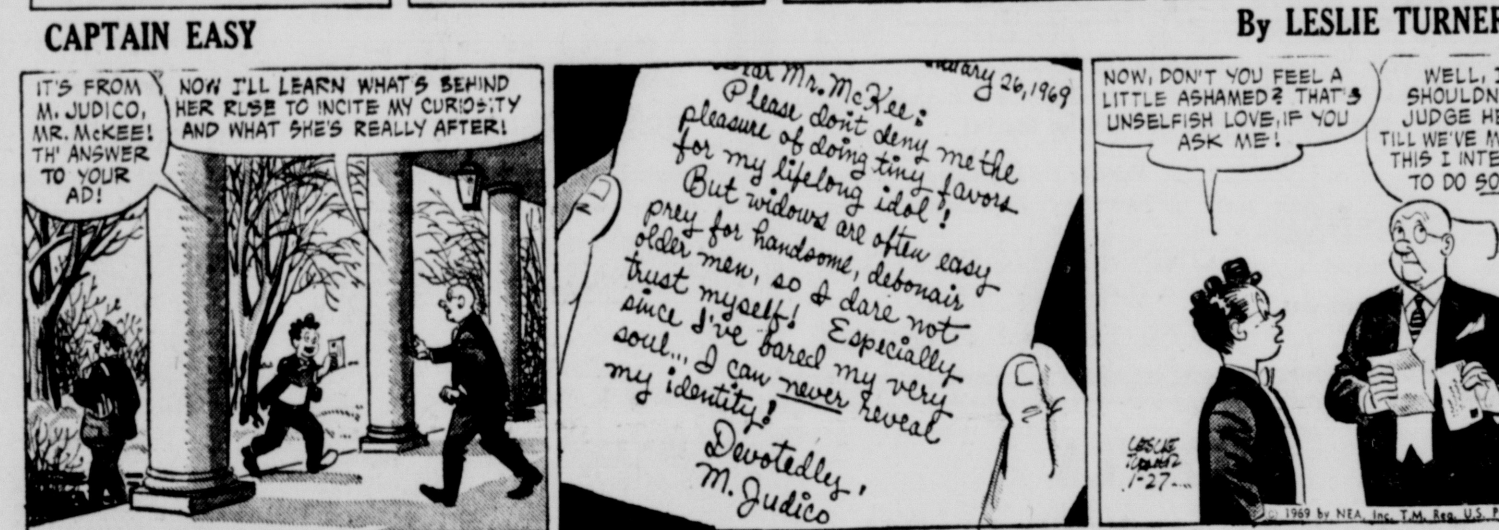 CAPTAIN EASY
By LESLIE TURNER
IT'S FROM
M. JUDICO,
MR. McKEE!
TH' ANSWER
TO YOUR
AD!
NOW I'LL LEARN WHAT'S BEHIND
HER RUSE TO INCITE MY CURIOSITY
AND WHAT SHE'S REALLY AFTER!
26, 1969
Mr. McKee:
Please don't deny me the
pleasure of doing tiny favors
for my lifelong idol!
But widows are often easy
prey for handsome, debonair
older men, so I dare not
trust myself! Especially
since I've bared my very
soul... I can never reveal
my identity!
Devotedly,
M. Judico
NOW, DON'T YOU FEEL A
LITTLE ASHAMED? THAT'S
UNSELFISH LOVE, IF YOU
ASK ME!
WELL,
SHOULDN
JUDGE HE
TILL WE'VE M
THIS I INTE
TO DO SO
LESLIE
TURNER
1-27-
© 1969 by NEA, Inc. T.M. Reg. U.S. P